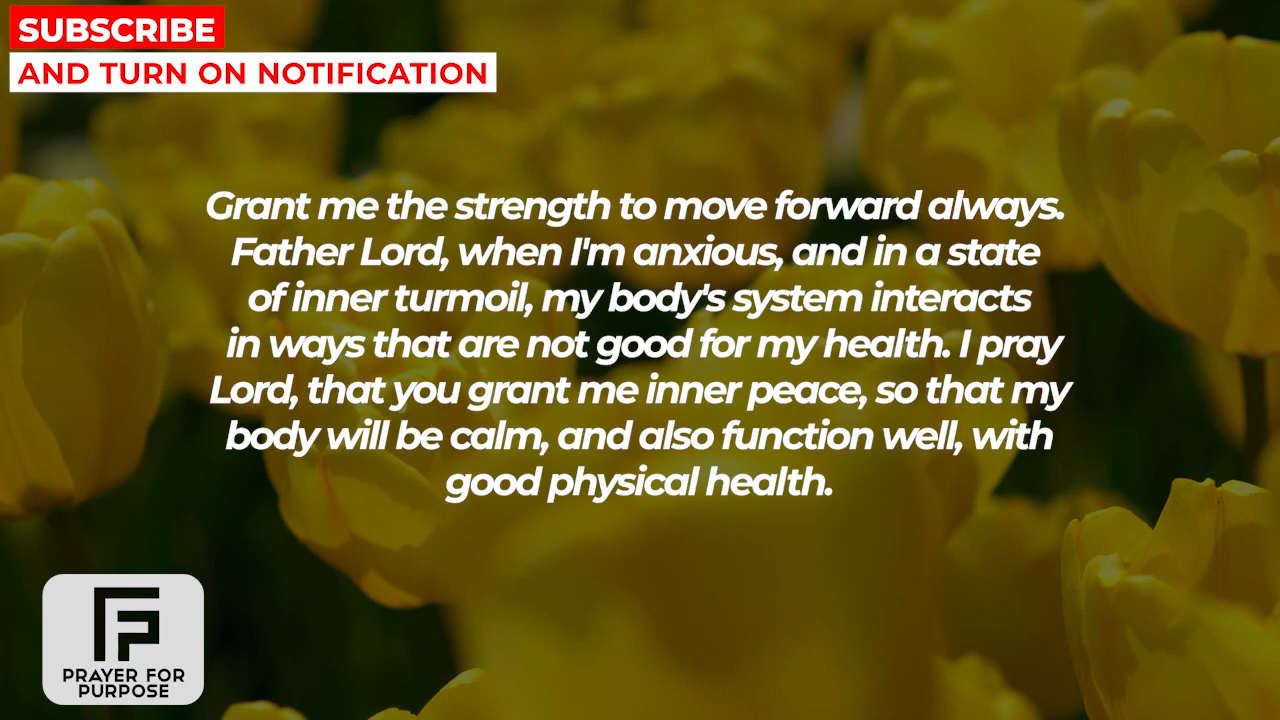 SUBSCRIBE
AND TURN ON NOTIFICATION
Grant me the strength to move forward always.
Father Lord, when I'm anxious, and in a state
of inner turmoil, my body's system interacts
in ways that are not good for my health. I pray
Lord, that you grant me inner peace, so that my
body will be calm, and also function well, with
good physical health.
PRAYER FOR
PURPOSE